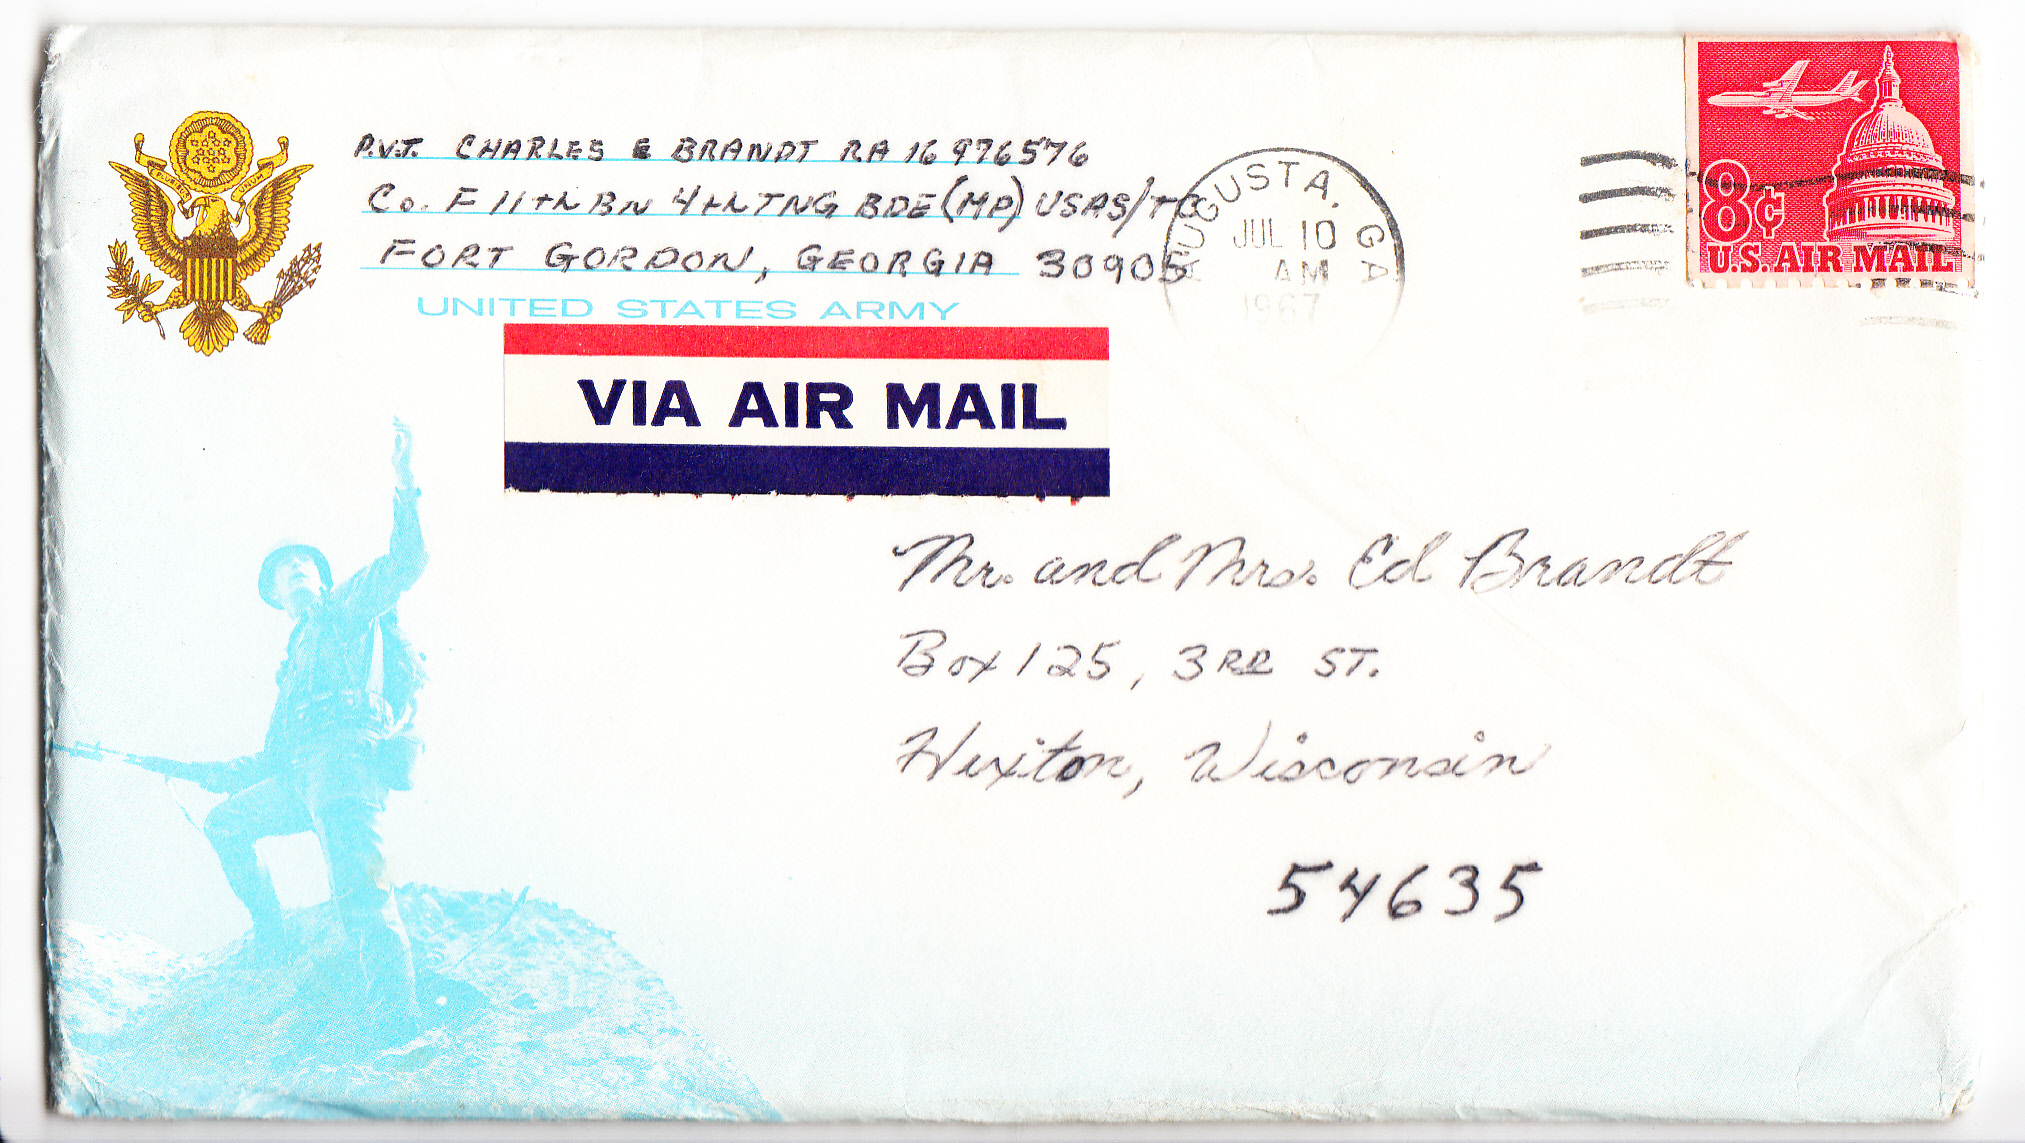 P.V.T. CHARLES E BRANDT RA 16 976576
Co. F 11th BN 4th TNG BDE (MP) USAS/TC
FORT GORDON, GEORGIA 30905
UNITED STATES ARMY
VIA AIR MAIL
AUGUSTA, GA
JUL 10
AM
1967
8¢
U.S. AIR MAIL
Mr. and Mrs. Ed Brandt
Box 125, 3RD ST.
Hixton, Wisconsin
54635